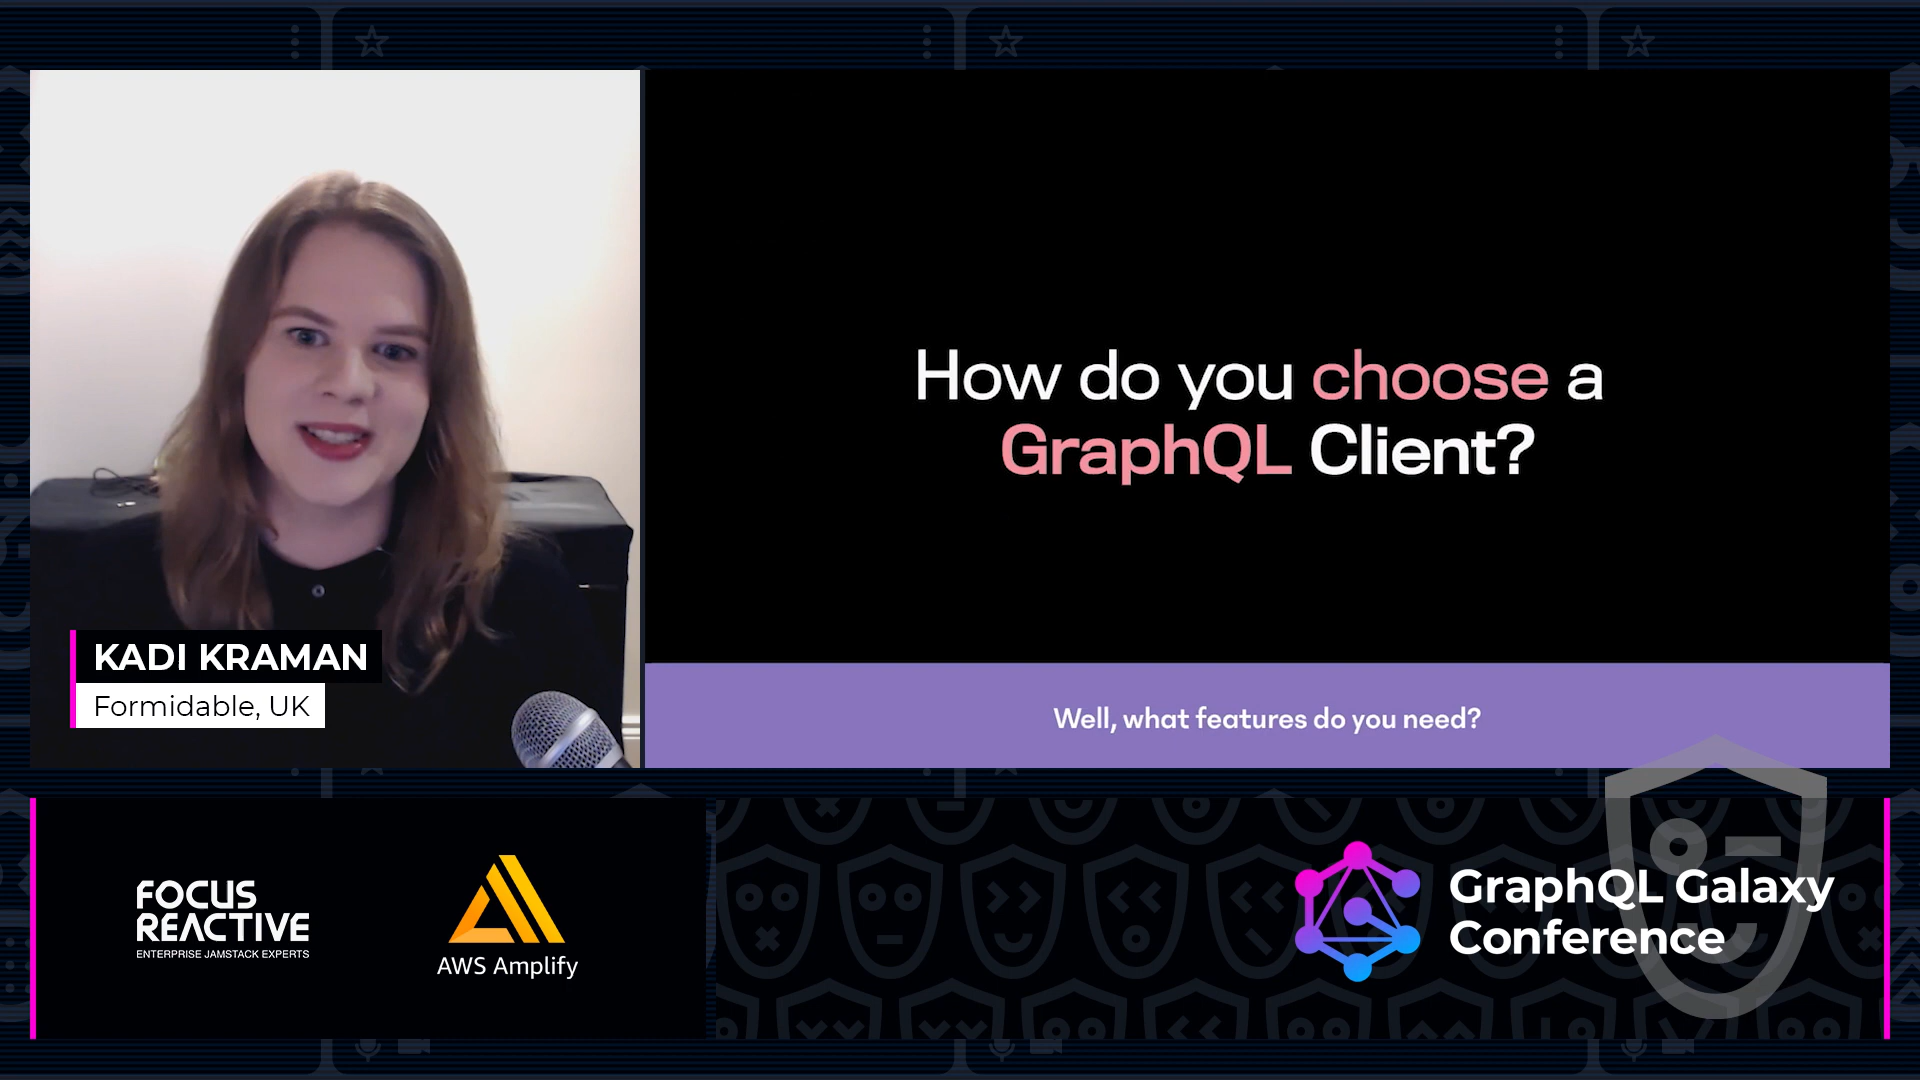 How do you choose a
GraphQL Client?
Well, what features do you need?
KADI KRAMAN
Formidable, UK
FOCUS
REACTIVE
ENTERPRISE JAMSTACK EXPERTS
AWS Amplify
GraphQL Galaxy
Conference